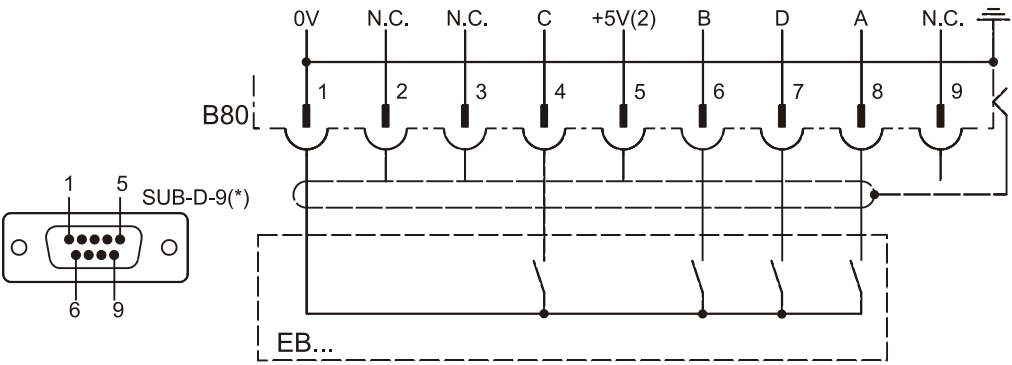 0V N.C. N.C. C +5V(2) B D A N.C.
1 2 3 4 5 6 7 8 9
B80
1 5 SUB-D-9(*)
6 9
EB...